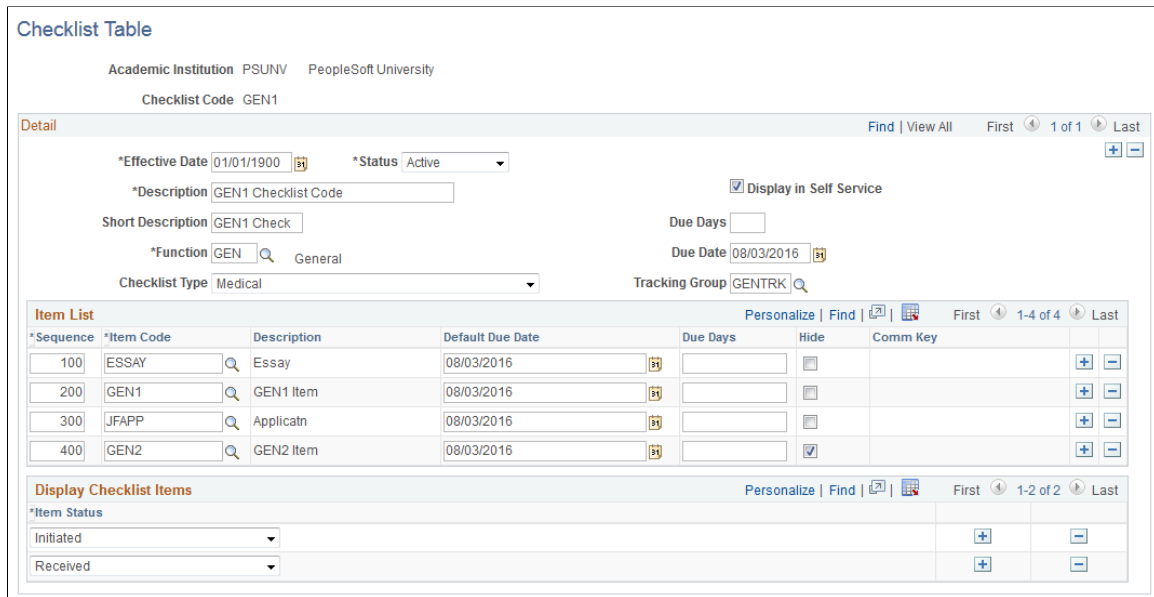 Checklist Table
Academic Institution PSUNV PeopleSoft University
Checklist Code GEN1
Detail Find | View All First 1 of 1 Last
*Effective Date 01/01/1900 31 *Status Active
*Description GEN1 Checklist Code Display in Self Service
Short Description GEN1 Check Due Days
*Function GEN General Due Date 08/03/2016 31
Checklist Type Medical Tracking Group GENTRK
Item List Personalize | Find | | First 1-4 of 4 Last
*Sequence *Item Code Description Default Due Date Due Days Hide Comm Key
100 ESSAY Essay 08/03/2016 31
200 GEN1 GEN1 Item 08/03/2016 31
300 JFAPP Applicatn 08/03/2016 31
400 GEN2 GEN2 Item 08/03/2016 31
Display Checklist Items Personalize | Find | | First 1-2 of 2 Last
*Item Status
Initiated
Received